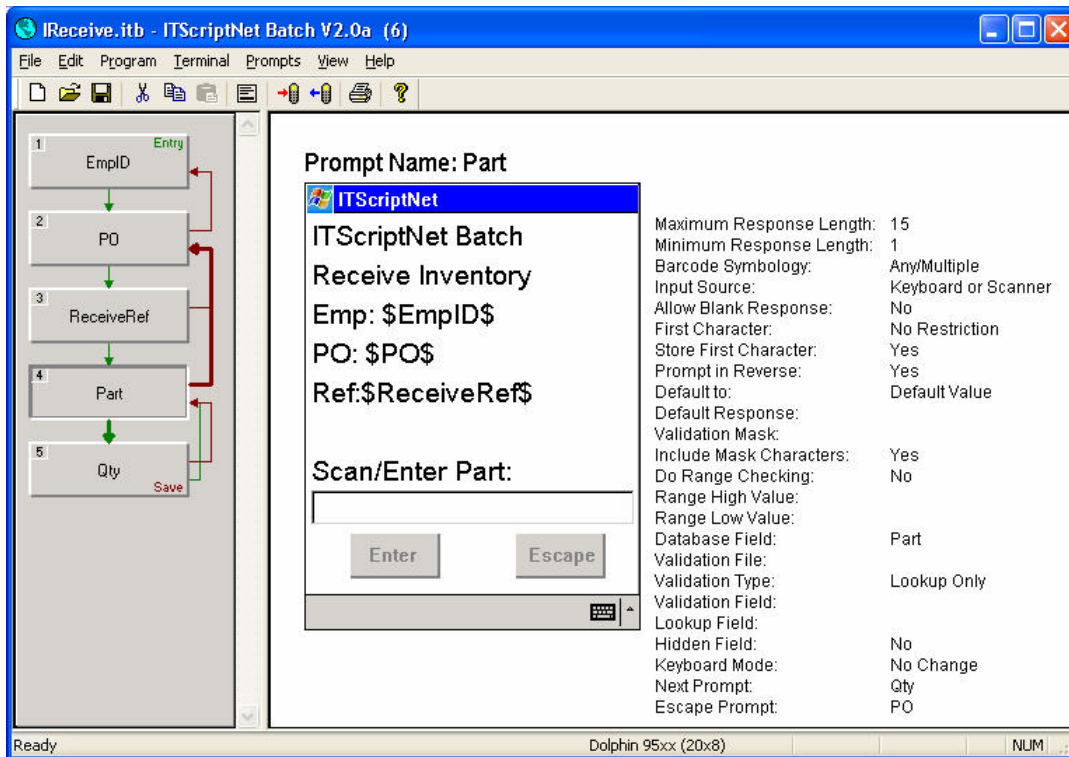 IReceive.itb - ITScriptNet Batch V2.0a (6)
File Edit Program Terminal Prompts View Help
1 Entry
EmpID
2
PO
3
ReceiveRef
4
Part
5
Qty
Save
Prompt Name: Part
ITScriptNet
ITScriptNet Batch
Receive Inventory
Emp: $EmpID$
PO: $PO$
Ref:$ReceiveRef$
Scan/Enter Part:
Enter Escape
Maximum Response Length: 15
Minimum Response Length: 1
Barcode Symbology: Any/Multiple
Input Source: Keyboard or Scanner
Allow Blank Response: No
First Character: No Restriction
Store First Character: Yes
Prompt in Reverse: Yes
Default to: Default Value
Default Response:
Validation Mask:
Include Mask Characters: Yes
Do Range Checking: No
Range High Value:
Range Low Value:
Database Field: Part
Validation File:
Validation Type: Lookup Only
Validation Field:
Lookup Field:
Hidden Field: No
Keyboard Mode: No Change
Next Prompt: Qty
Escape Prompt: PO
Ready Dolphin 95xx (20x8) NUM